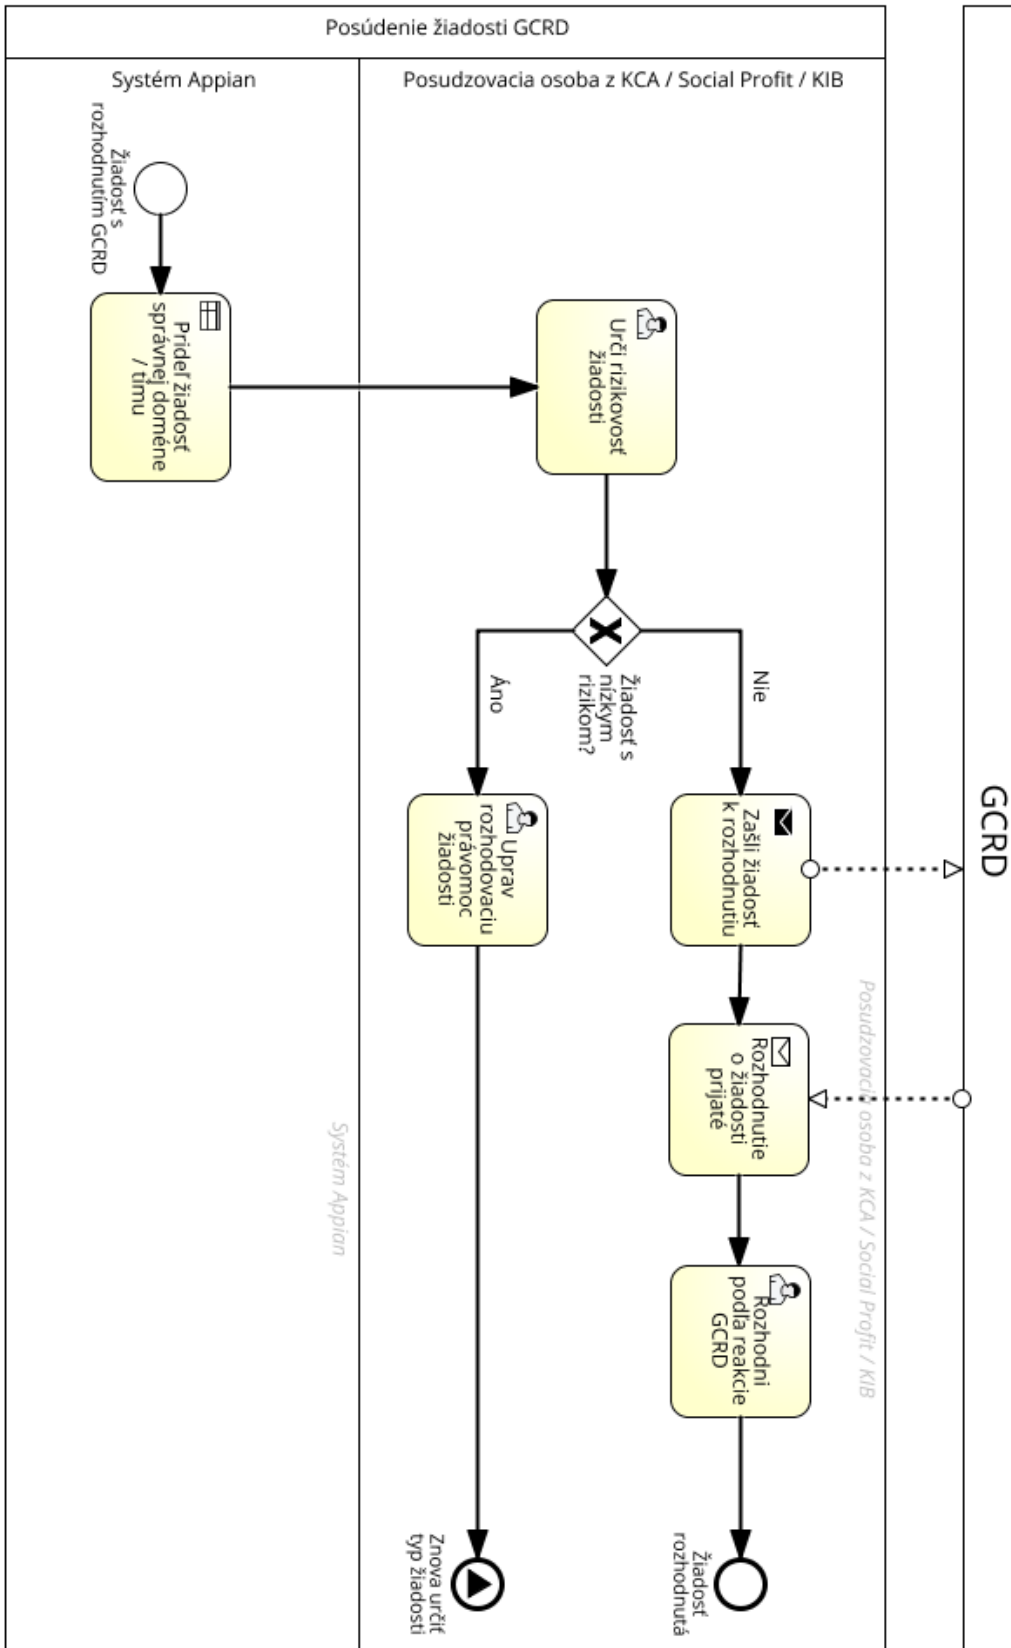 Posúdenie žiadosti GCRD
Systém Appian
Posudzovacia osoba z KCA / Social Profit / KIB
Žiadosť s
rozhodnutím GCRD
Prideľ žiadosť
správnej doméne
/ tímu
Urči rizikovosť
žiadosti
Žiadosť s
nízkym
rizikom?
Nie
Áno
Zašli žiadosť
k rozhodnutiu
Uprav
rozhodovaciu
právomoc
žiadosti
GCRD
Rozhodnutie
o žiadosti
prijaté
Posudzovacia osoba z KCA / Social Profit / KIB
Systém Appian
Rozhodni
podľa reakcie
GCRD
Žiadosť
rozhodnutá
Znova určiť
typ žiadosti